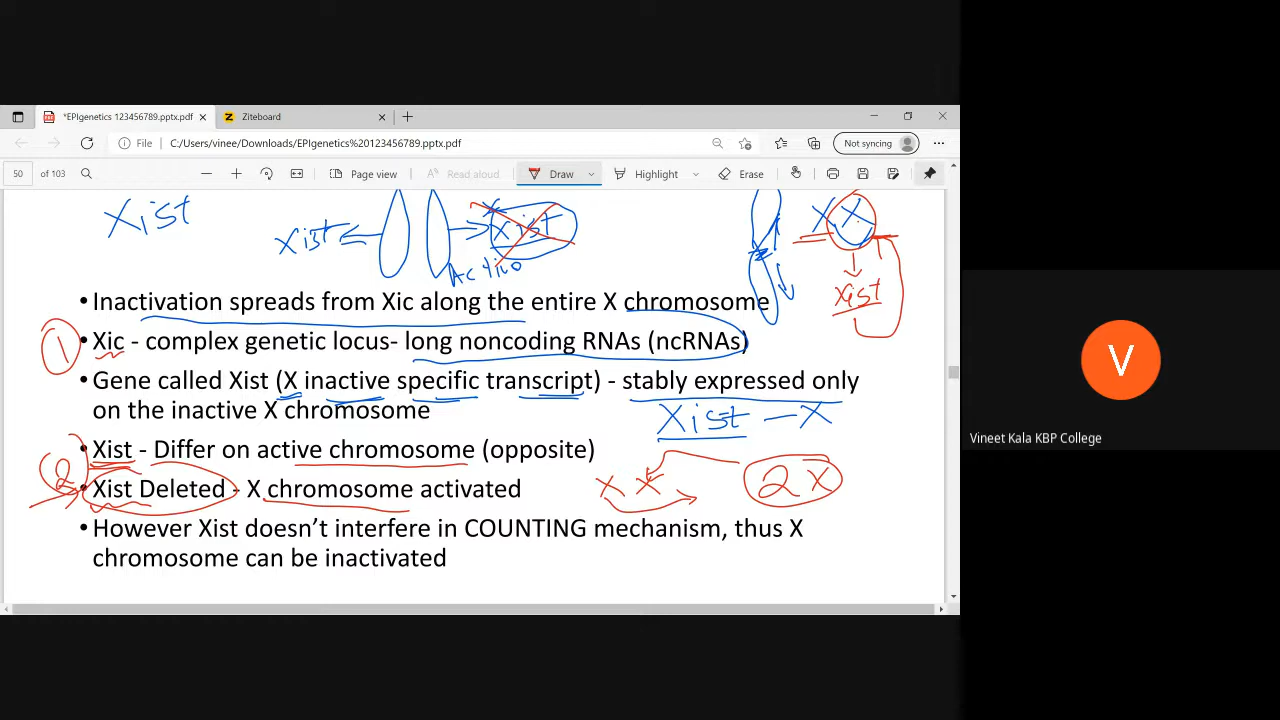 *EPIgenetics 123456789.pptx.pdf
Ziteboard
File
C:/Users/vinee/Downloads/EPIgenetics%20123456789.pptx.pdf
Not syncing
50 of 103
Page view
Read aloud
Draw
Highlight
Erase
Xist
Xist
Xist
Active
X X
Xist
• Inactivation spreads from Xic along the entire X chromosome
1
• Xic - complex genetic locus- long noncoding RNAs (ncRNAs)
• Gene called Xist (X inactive specific transcript) - stably expressed only
on the inactive X chromosome
Xist - X
• Xist - Differ on active chromosome (opposite)
2
• Xist Deleted - X chromosome activated
X X
2 X
• However Xist doesn’t interfere in COUNTING mechanism, thus X
chromosome can be inactivated
V
Vineet Kala KBP College